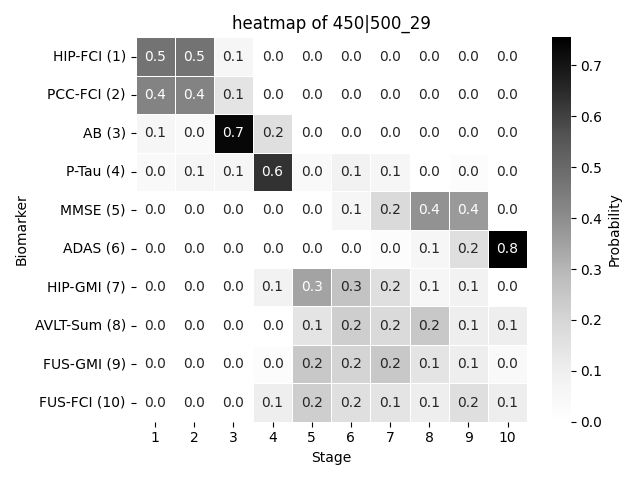 heatmap of 450|500_29
HIP-FCI (1) 0.5 0.5 0.1 0.0 0.0 0.0 0.0 0.0 0.0 0.0
PCC-FCI (2) 0.4 0.4 0.1 0.0 0.0 0.0 0.0 0.0 0.0 0.0
AB (3) 0.1 0.0 0.7 0.2 0.0 0.0 0.0 0.0 0.0 0.0
P-Tau (4) 0.0 0.1 0.1 0.6 0.0 0.1 0.1 0.0 0.0 0.0
MMSE (5) 0.0 0.0 0.0 0.0 0.0 0.1 0.2 0.4 0.4 0.0
ADAS (6) 0.0 0.0 0.0 0.0 0.0 0.0 0.0 0.1 0.2 0.8
HIP-GMI (7) 0.0 0.0 0.0 0.1 0.3 0.3 0.2 0.1 0.1 0.0
AVLT-Sum (8) 0.0 0.0 0.0 0.0 0.1 0.2 0.2 0.2 0.1 0.1
FUS-GMI (9) 0.0 0.0 0.0 0.0 0.2 0.2 0.2 0.1 0.1 0.0
FUS-FCI (10) 0.0 0.0 0.0 0.1 0.2 0.2 0.1 0.1 0.2 0.1
1 2 3 4 5 6 7 8 9 10
Stage
Biomarker
0.7
0.6
0.5
0.4
0.3
0.2
0.1
0.0
Probability